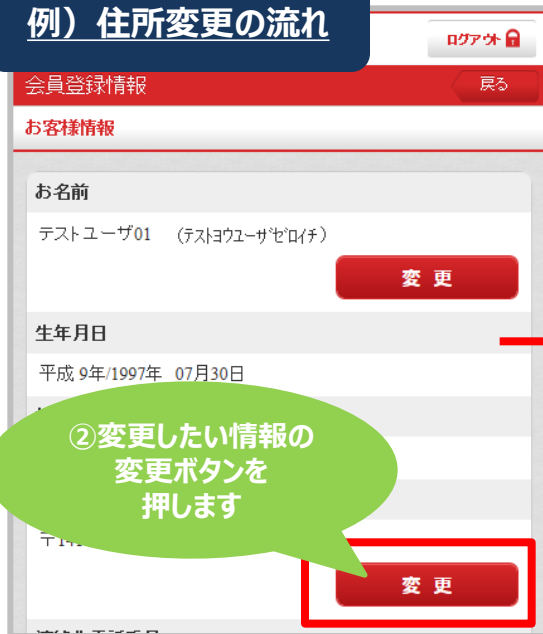 例）住所変更の流れ
ログアウト
会員登録情報
戻る
お客様情報
お名前
テストユーザ01　(ﾃｽﾄﾖｳﾕｰｻﾞｾﾞﾛｲﾁ)
変 更
生年月日
平成 9年/1997年　07月30日
②変更したい情報の
変更ボタンを
押します
変 更